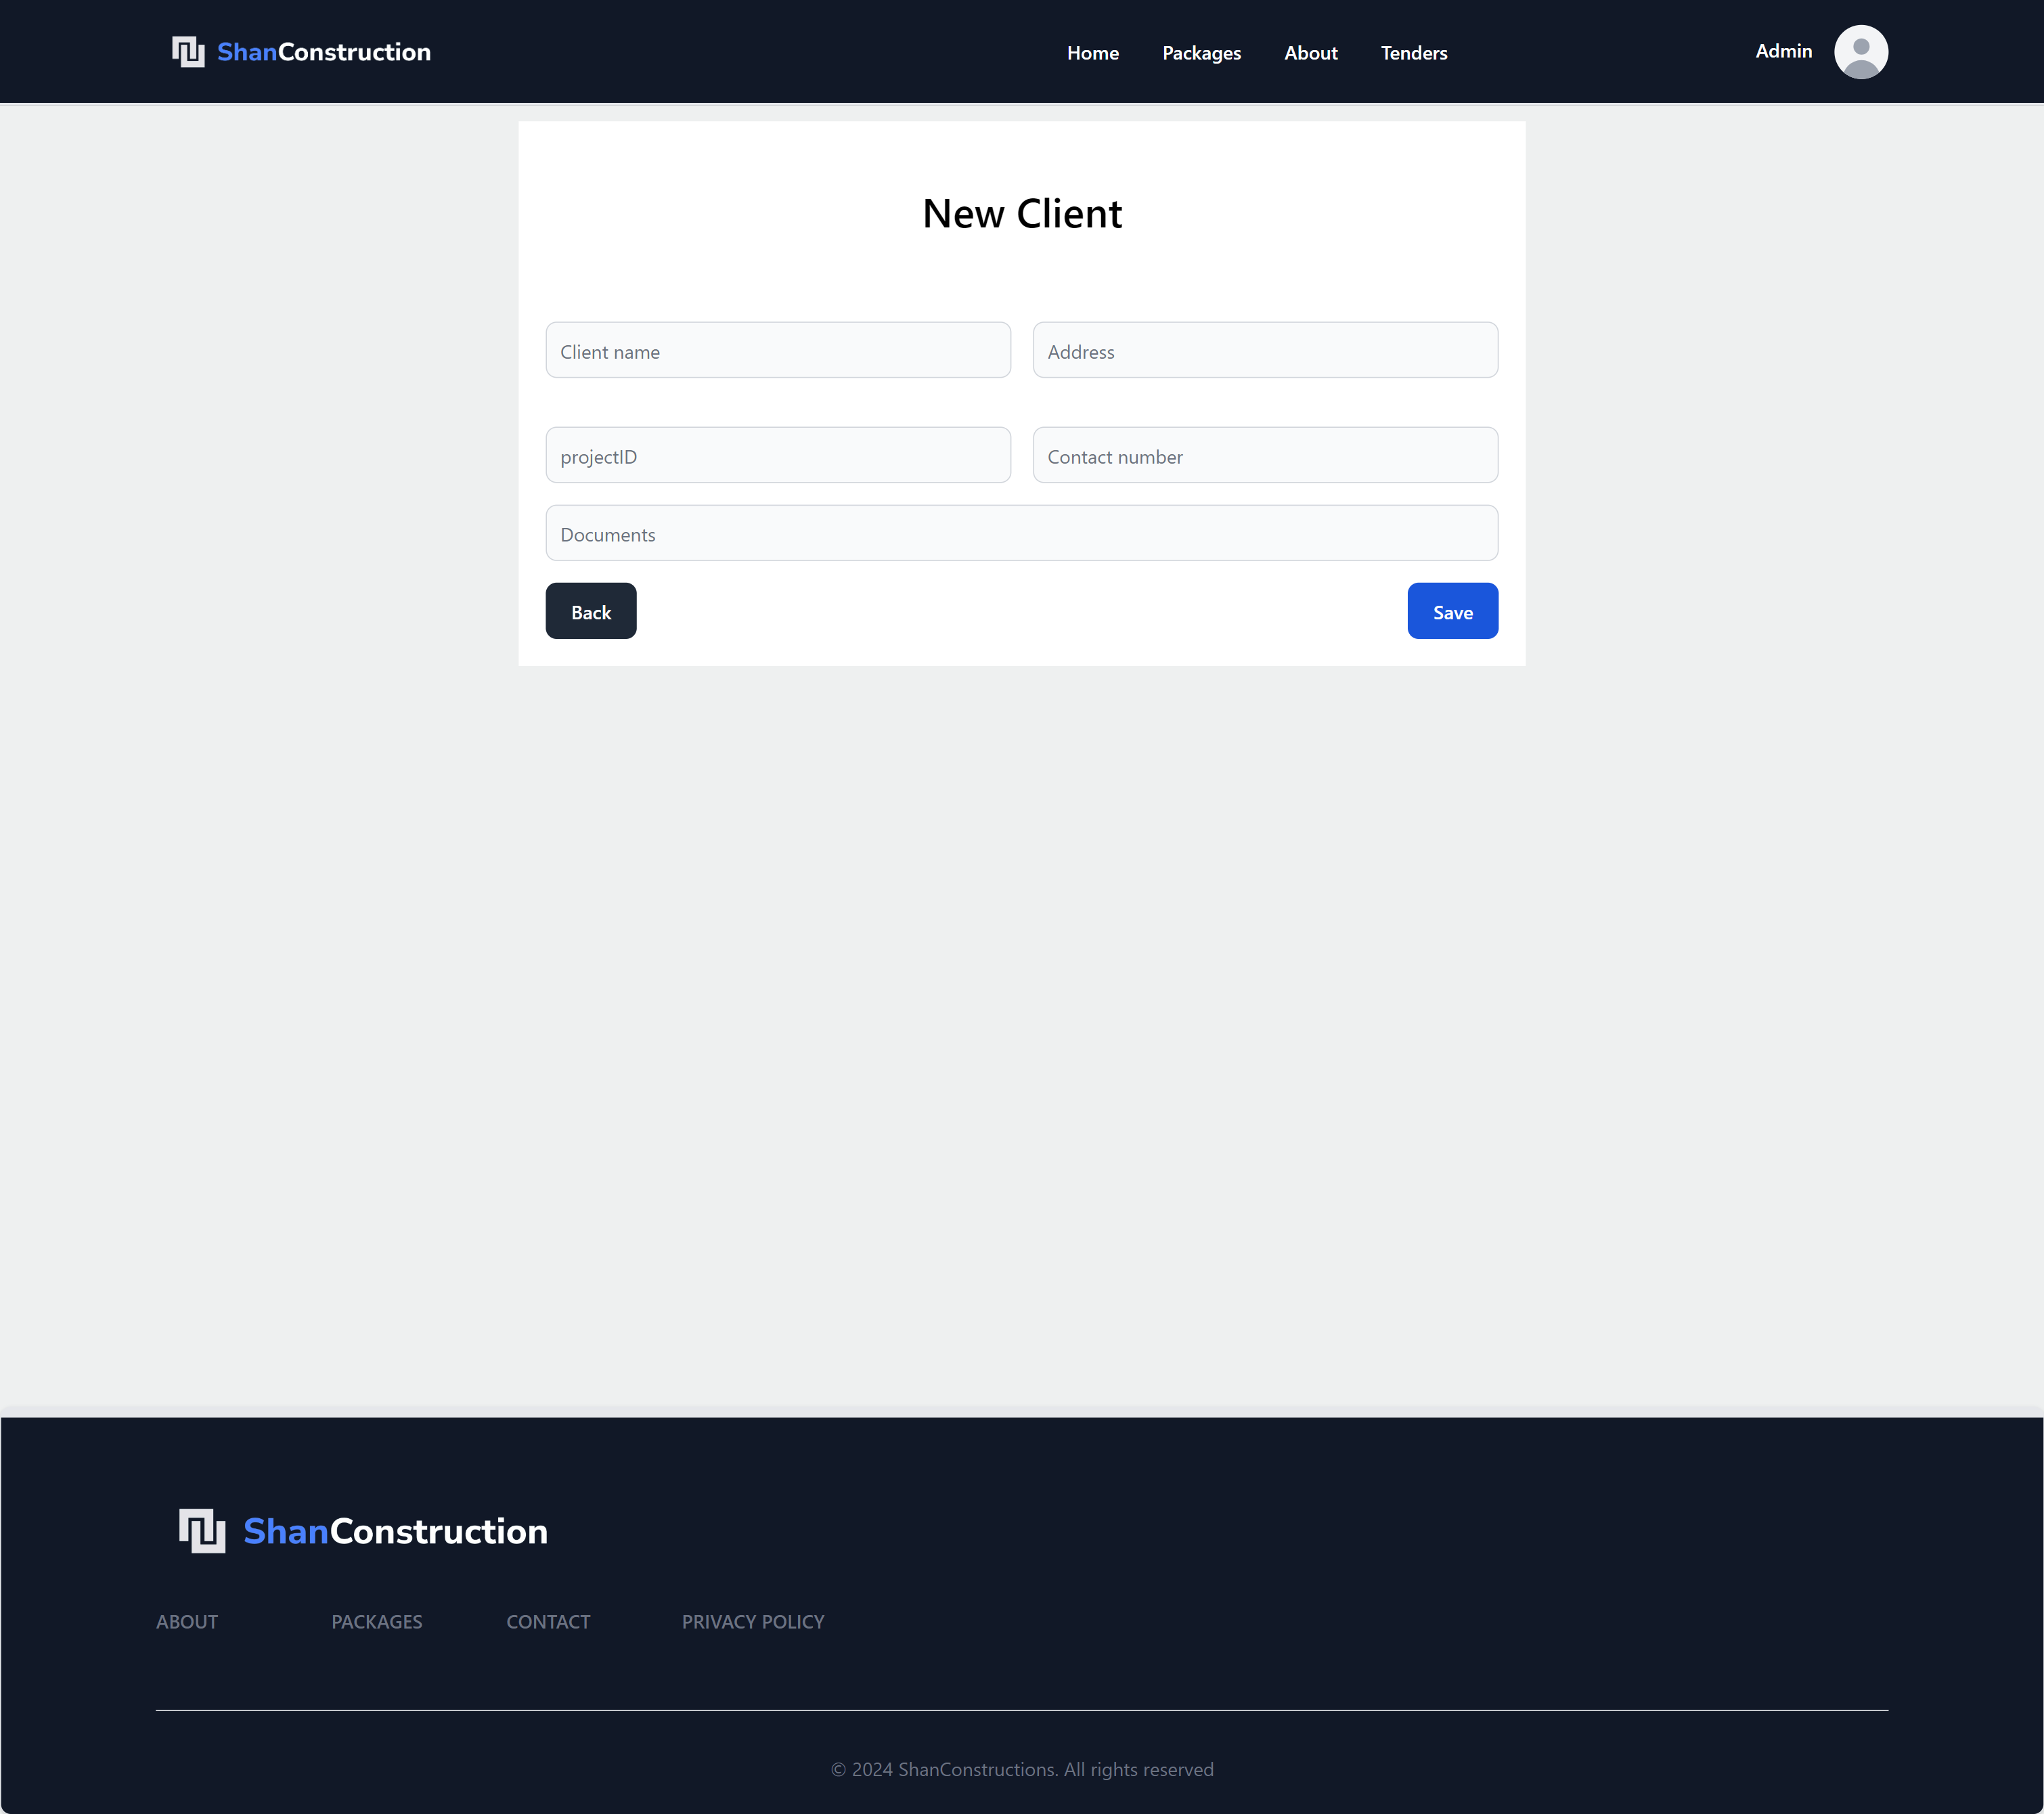 ShanConstruction Home Packages About Tenders Admin
New Client
Client name Address
projectID Contact number
Documents
Back Save
ShanConstruction
ABOUT PACKAGES CONTACT PRIVACY POLICY
© 2024 ShanConstructions. All rights reserved